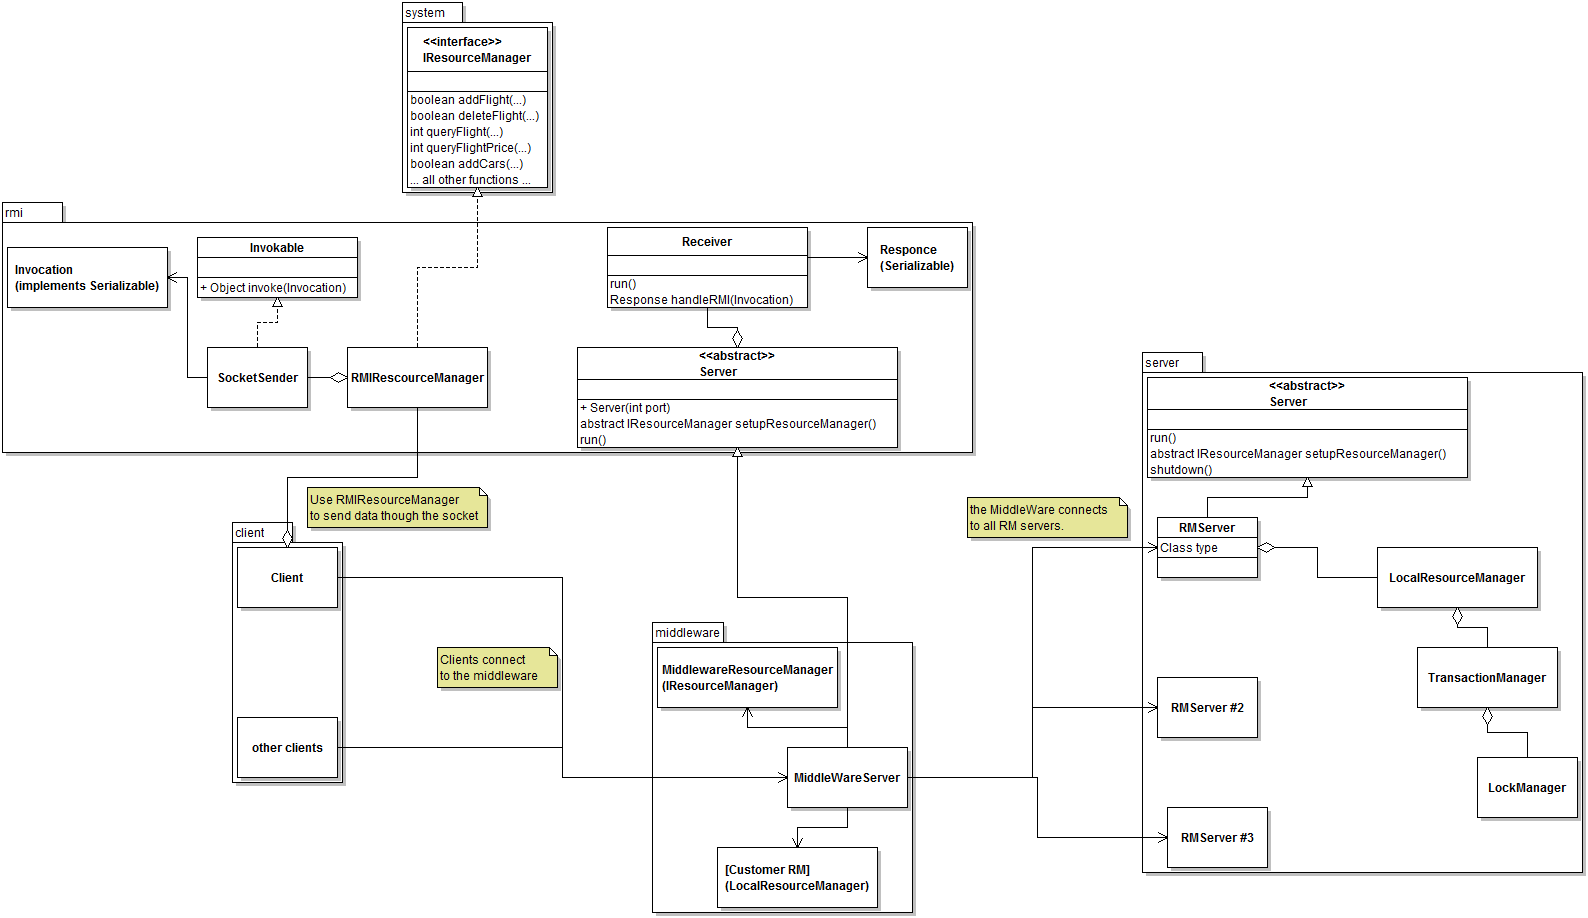 system
<<interface>>
IResourceManager
boolean addFlight(...)
boolean deleteFlight(...)
int queryFlight(...)
int queryFlightPrice(...)
boolean addCars(...)
... all other functions ...
rmi
Invocation
(implements Serializable)
Invokable
+ Object invoke(Invocation)
Receiver
run()
Response handleRMI(Invocation)
Responce
(Serializable)
SocketSender
RMIRescourceManager
<<abstract>>
Server
+ Server(int port)
abstract IResourceManager setupResourceManager()
run()
Use RMIResourceManager
to send data though the socket
client
Client
other clients
Clients connect
to the middleware
middleware
MiddlewareResourceManager
(IResourceManager)
MiddleWareServer
[Customer RM]
(LocalResourceManager)
the MiddleWare connects
to all RM servers.
server
<<abstract>>
Server
run()
abstract IResourceManager setupResourceManager()
shutdown()
RMServer
Class type
LocalResourceManager
TransactionManager
LockManager
RMServer #2
RMServer #3